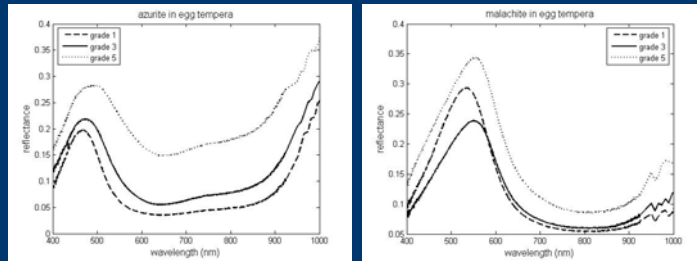 azurite in egg tempera
grade 1
grade 3
grade 5
0.4
0.35
0.3
0.25
0.2
0.15
0.1
0.05
0
reflectance
400 500 600 700 800 900 1000
wavelength (nm)
malachite in egg tempera
grade 1
grade 3
grade 5
0.4
0.35
0.3
0.25
0.2
0.15
0.1
0.05
reflectance
400 500 600 700 800 900 1000
wavelength (nm)